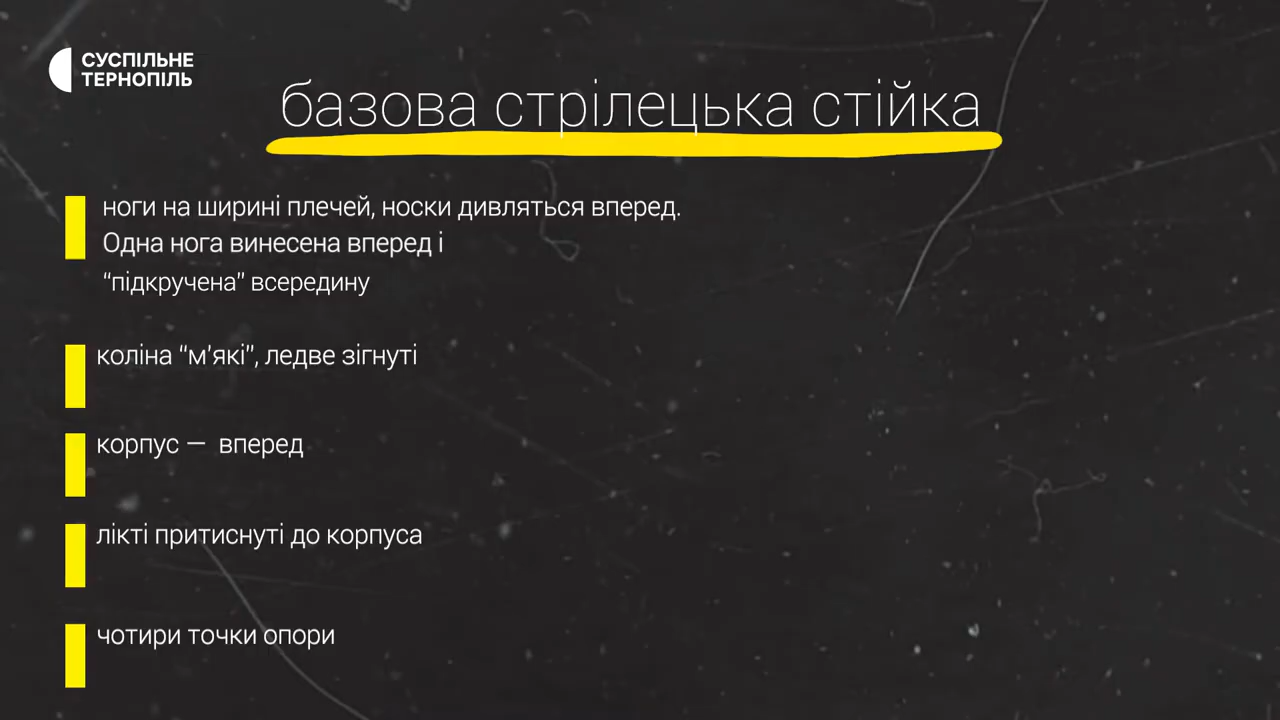 СУСПІЛЬНЕ
ТЕРНОПІЛЬ
базова стрілецька стійка
ноги на ширині плечей, носки дивляться вперед.
Одна нога винесена вперед і
“підкручена” всередину
коліна “м’які”, ледве зігнуті
корпус — вперед
лікті притиснуті до корпуса
чотири точки опори